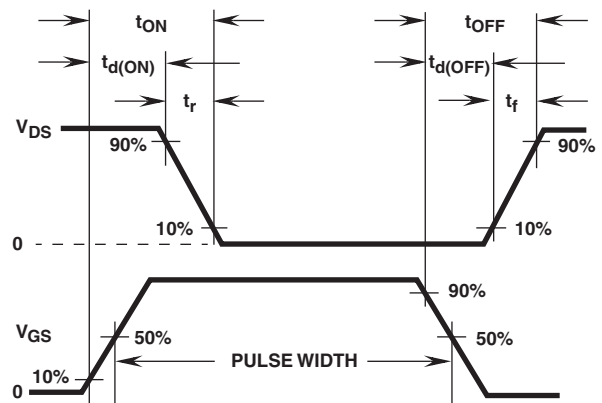 tON
tOFF
td(ON)
td(OFF)
tr
tf
VDS
90%
90%
10%
10%
0
90%
VGS
50%
50%
PULSE WIDTH
10%
0